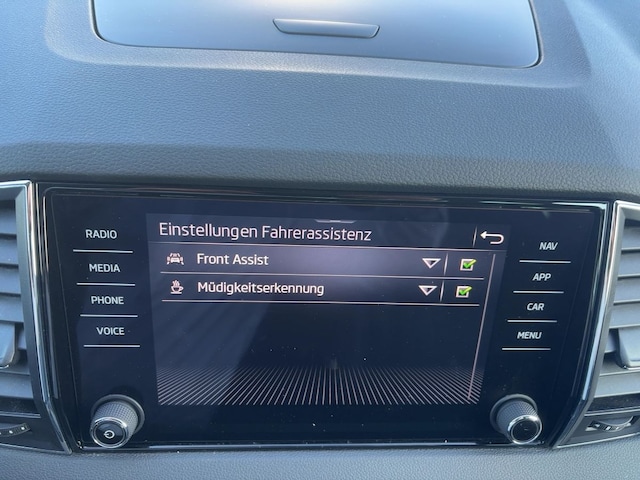 Einstellungen Fahrerassistenz
Front Assist
Müdigkeitserkennung
RADIO
MEDIA
PHONE
VOICE
NAV
APP
CAR
MENU